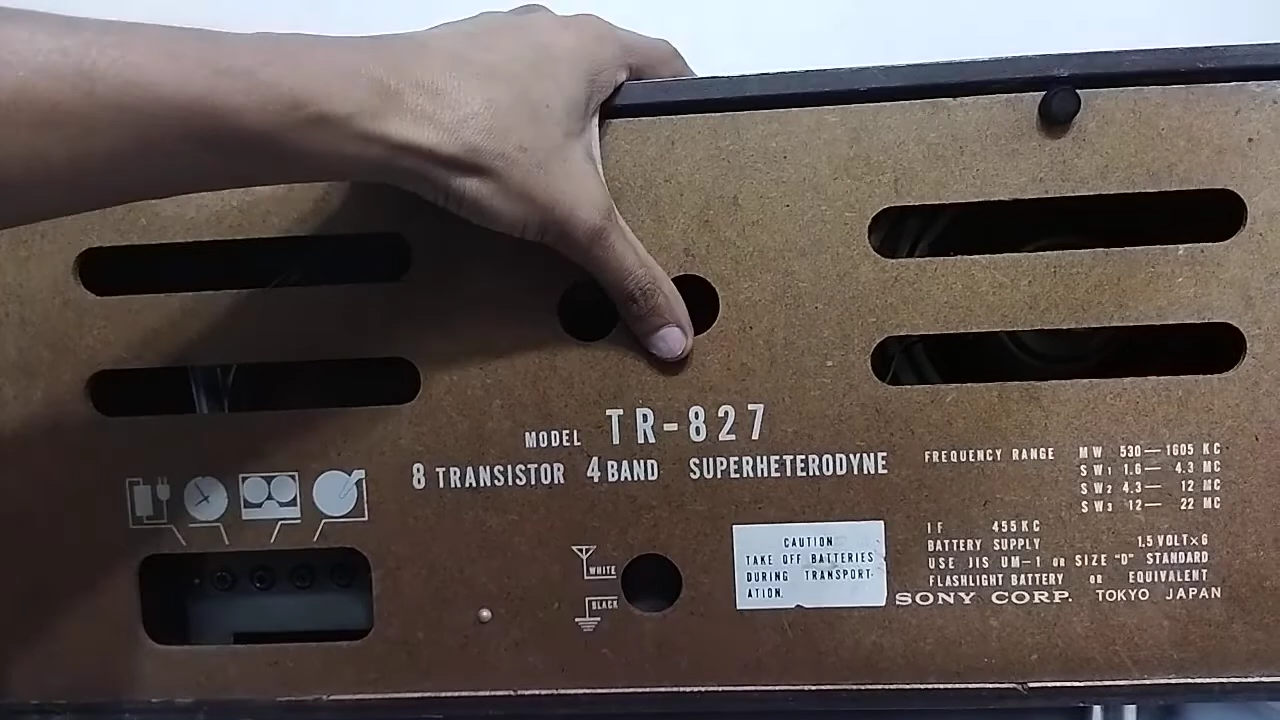 MODEL TR-827
8 TRANSISTOR 4 BAND SUPERHETERODYNE
FREQUENCY RANGE MW 530—1605 KC
SW1 1.6— 4.3 MC
SW2 4.3— 12 MC
SW3 12— 22 MC
IF 455 KC
BATTERY SUPPLY 1.5 VOLT×6
USE JIS UM-1 OR SIZE "D" STANDARD
FLASHLIGHT BATTERY OR EQUIVALENT
SONY CORP. TOKYO JAPAN
CAUTION
TAKE OFF BATTERIES
DURING TRANSPORT-
ATION.
WHITE
BLACK